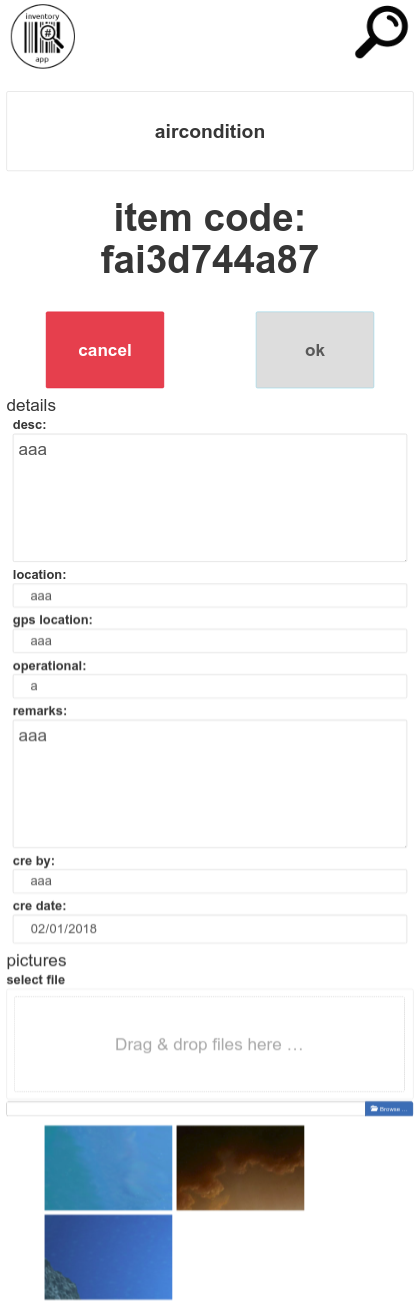 inventory
#
app
aircondition
item code:
fai3d744a87
cancel
ok
details
desc:
aaa
location:
aaa
gps location:
aaa
operational:
a
remarks:
aaa
cre by:
aaa
cre date:
02/01/2018
pictures
select file
Drag & drop files here …
Browse ...